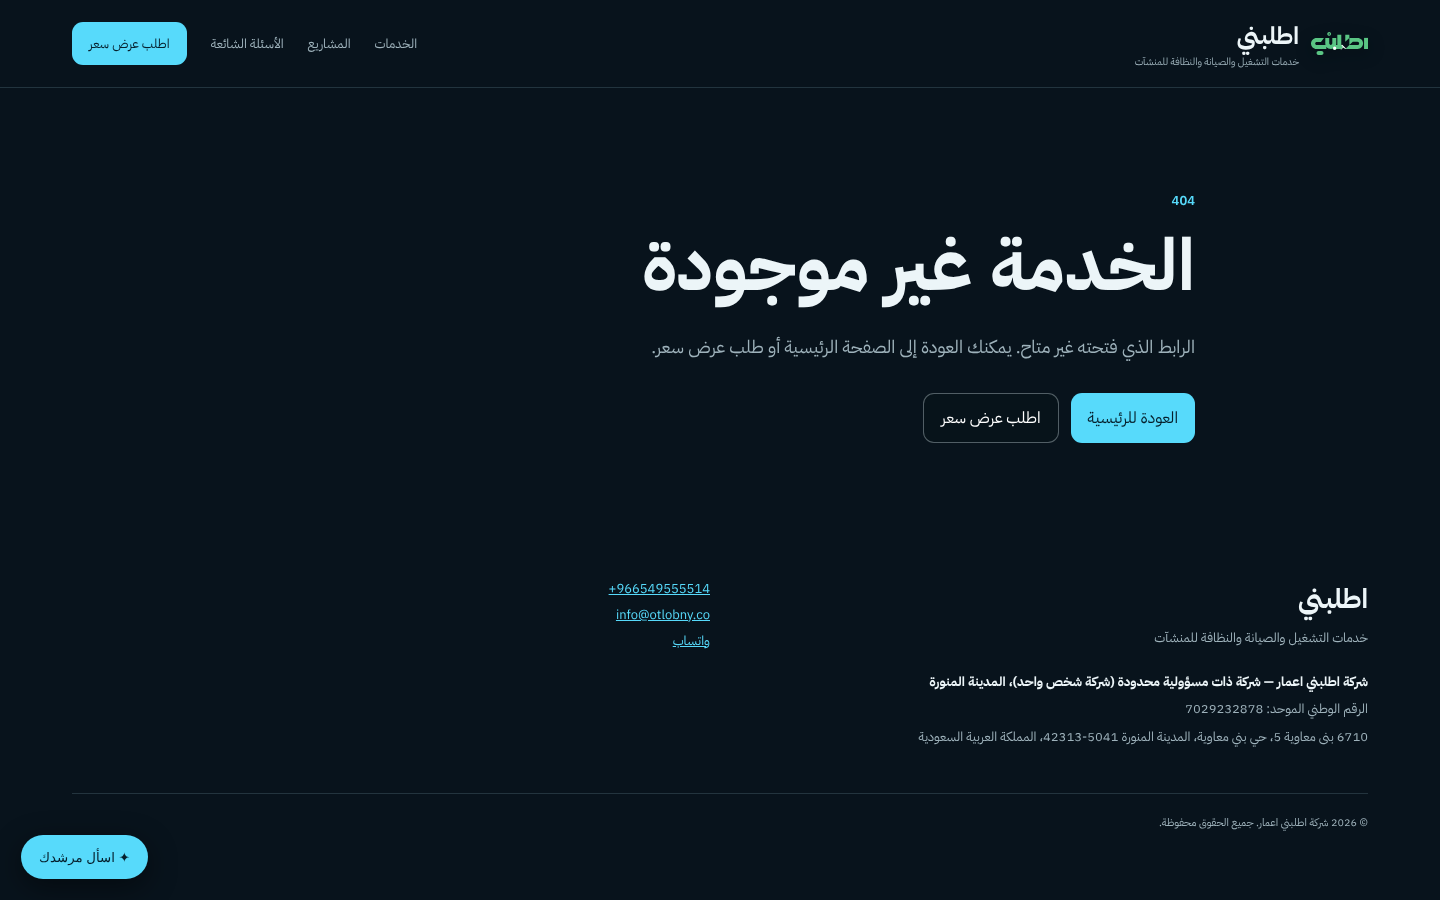 اطلبني
اطلبني
خدمات التشغيل والصيانة والنظافة للمنشآت
الخدمات
المشاريع
الأسئلة الشائعة
اطلب عرض سعر
404
الخدمة غير موجودة
الرابط الذي فتحته غير متاح. يمكنك العودة إلى الصفحة الرئيسية أو طلب عرض سعر.
العودة للرئيسية
اطلب عرض سعر
اطلبني
خدمات التشغيل والصيانة والنظافة للمنشآت
شركة اطلبني اعمار — شركة ذات مسؤولية محدودة (شركة شخص واحد)، المدينة المنورة
الرقم الوطني الموحد: 7029232878
6710 بنى معاوية 5، حي بني معاوية، المدينة المنورة 5041-42313، المملكة العربية السعودية
+966549555514
info@otlobny.co
واتساب
© 2026 شركة اطلبني اعمار. جميع الحقوق محفوظة.
✦ اسأل مرشدك